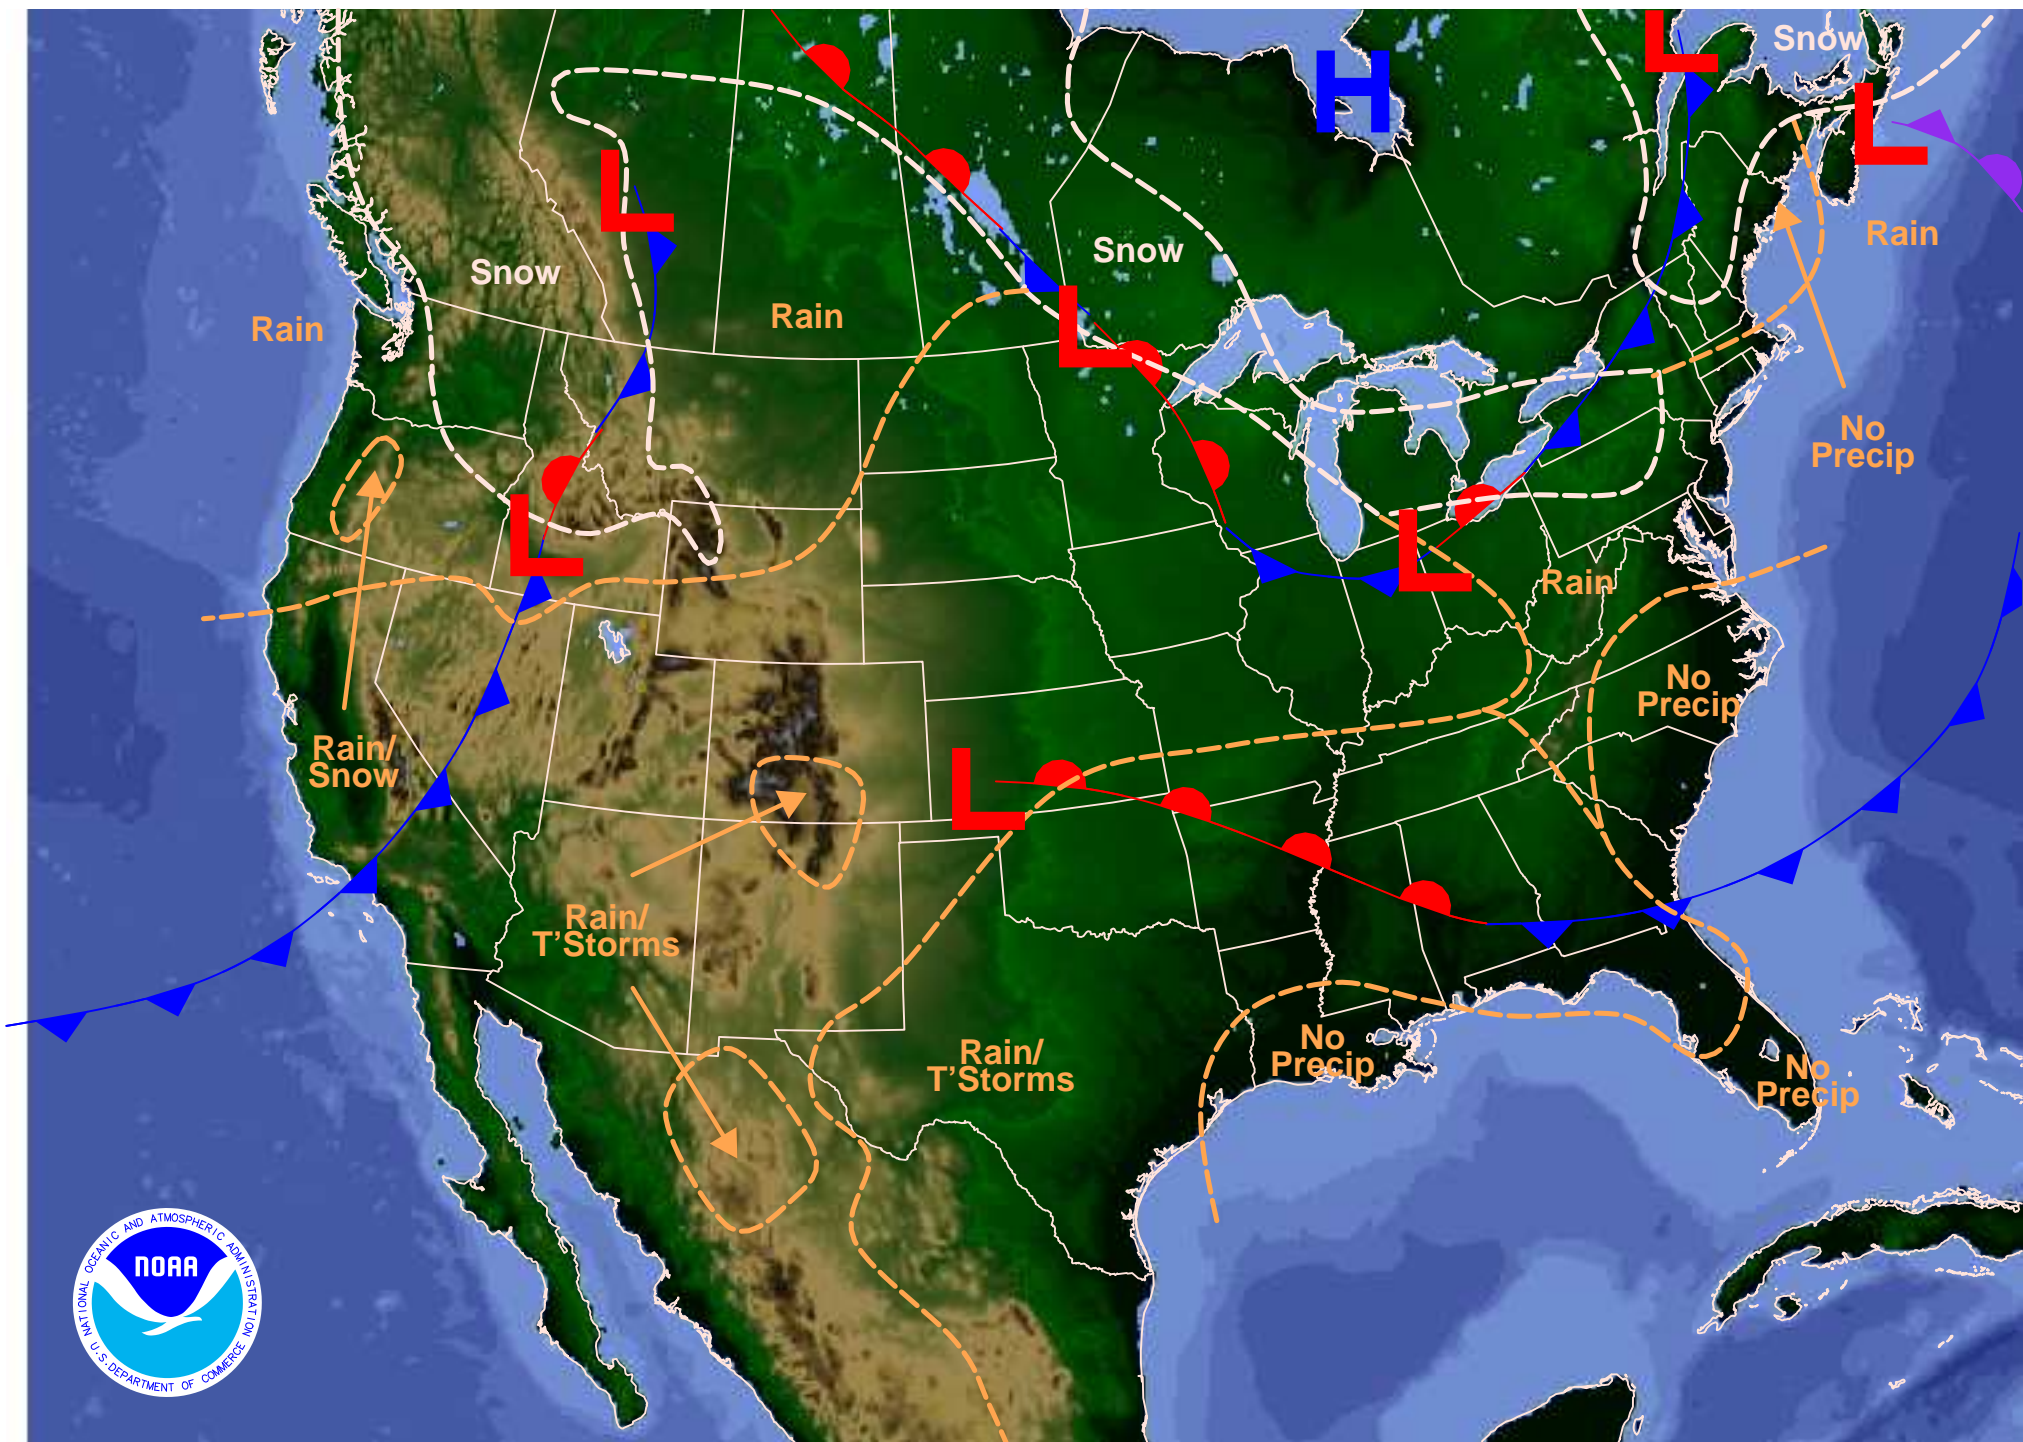 L
Snow
H
L
L
Rain
Snow
Snow
Rain
Rain
L
No
Precip
L
L
Rain
No
Precip
Rain/
Snow
L
Rain/
T'Storms
No
Precip
Rain/
T'Storms
No
Precip
NATIONAL OCEANIC AND ATMOSPHERIC ADMINISTRATION
NOAA
U.S. DEPARTMENT OF COMMERCE